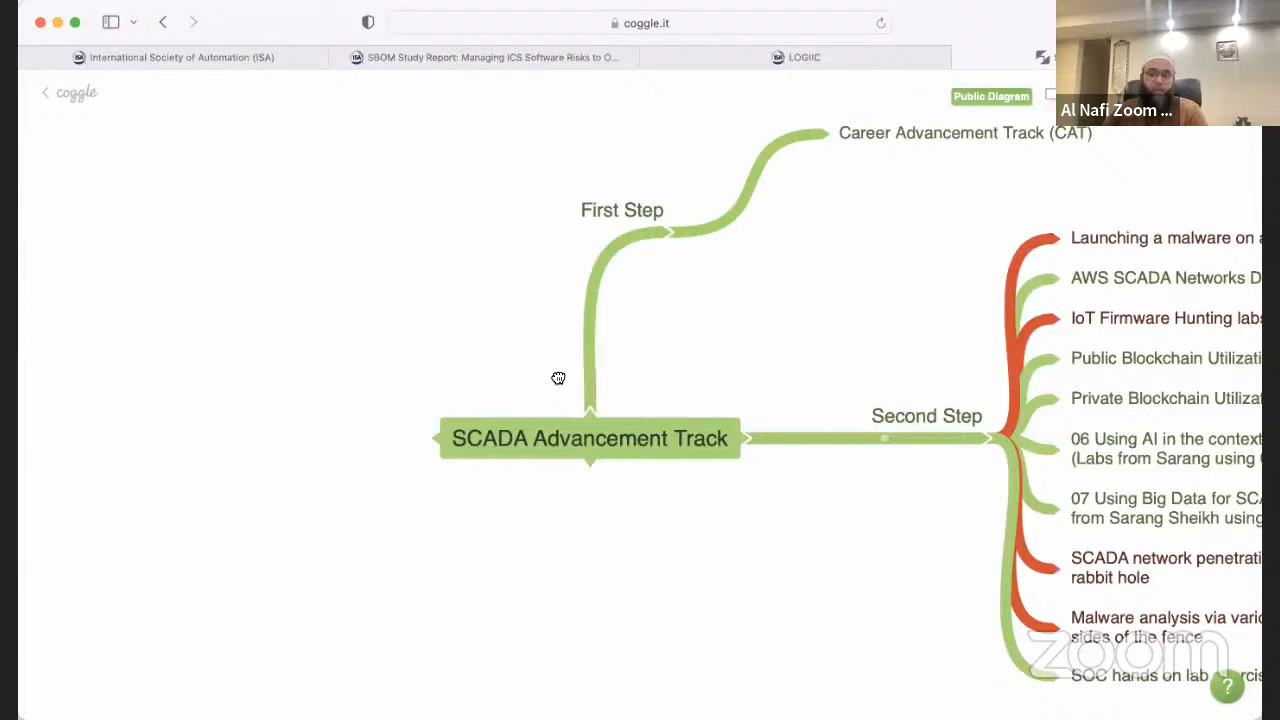 coggle.it
International Society of Automation (ISA)
SBOM Study Report: Managing ICS Software Risks to O...
LOGIIC
coggle
Public Diagram
Al Nafi Zoom ...
Career Advancement Track (CAT)
First Step
Launching a malware on
AWS SCADA Networks D
IoT Firmware Hunting labs
Public Blockchain Utilizati
Second Step
Private Blockchain Utiliza
SCADA Advancement Track
06 Using AI in the context
(Labs from Sarang using
07 Using Big Data for SCA
from Sarang Sheikh using
SCADA network penetrati
rabbit hole
Malware analysis via vario
sides of the fence
zoom
SOC hands on lab
?